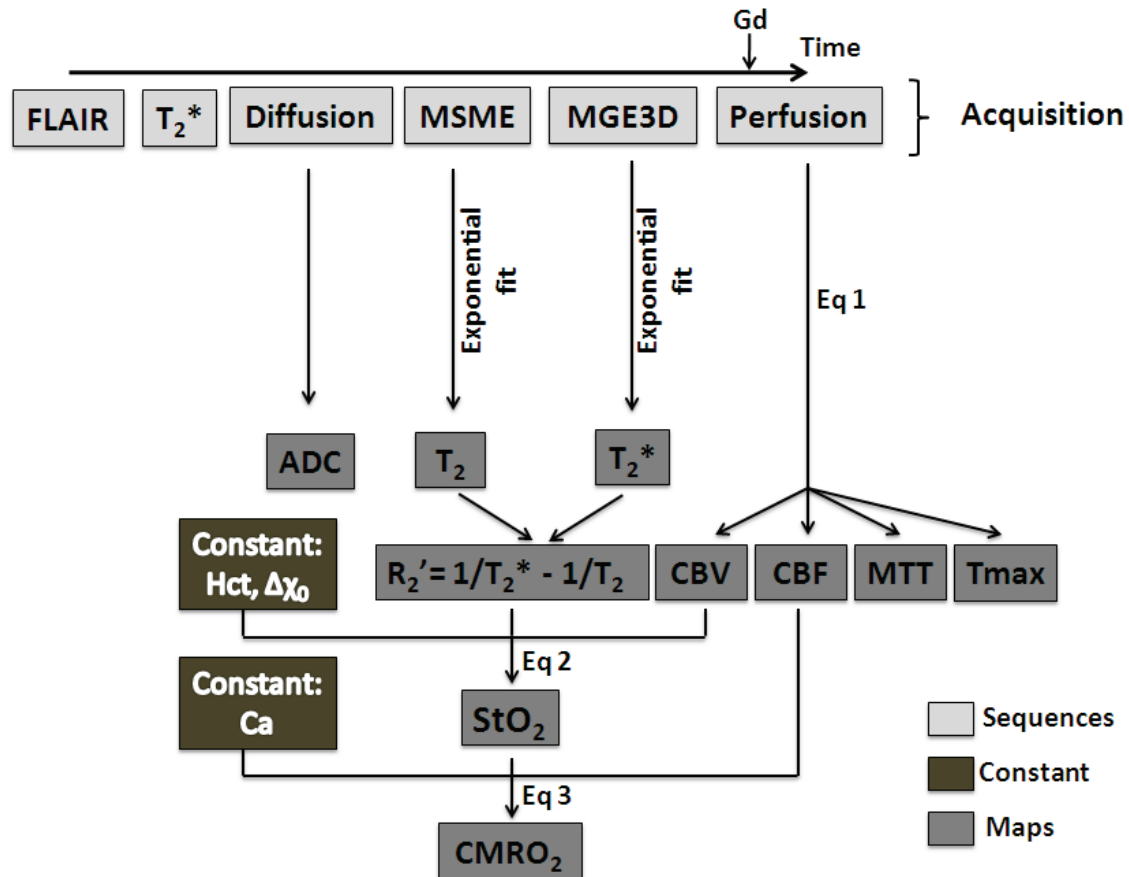 Gd
Time
FLAIR
T₂*
Diffusion
MSME
MGE3D
Perfusion
Acquisition
Exponential
fit
Exponential
fit
Eq 1
ADC
T₂
T₂*
Constant:
Hct, Δχ₀
R₂’= 1/T₂* - 1/T₂
CBV
CBF
MTT
Tmax
Eq 2
Constant:
Ca
StO₂
Eq 3
CMRO₂
Sequences
Constant
Maps